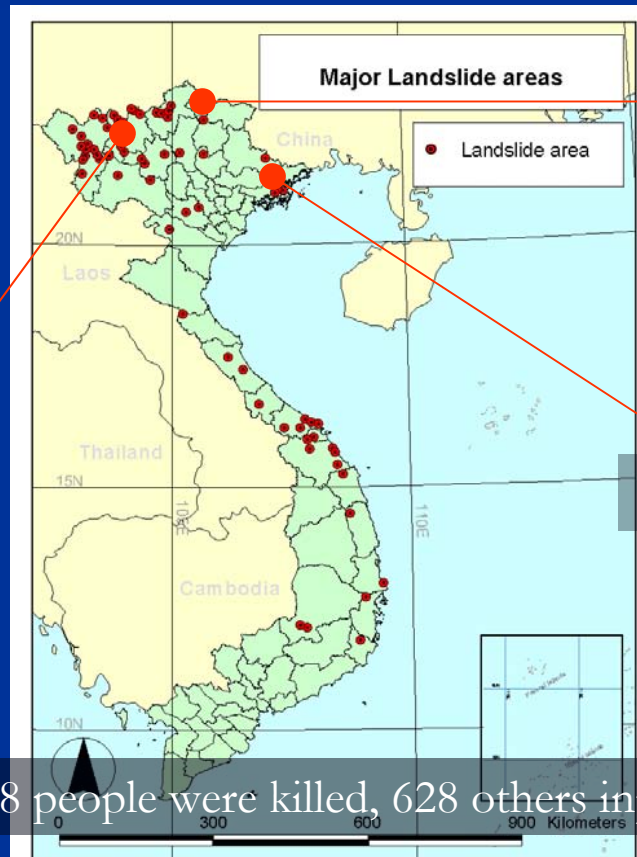 Major Landslide areas
China
Landslide area
20N
Laos
Thailand
15N
105E
110E
Cambodia
10N
8 people were killed, 628 others in
0 300 600 900 Kilometers